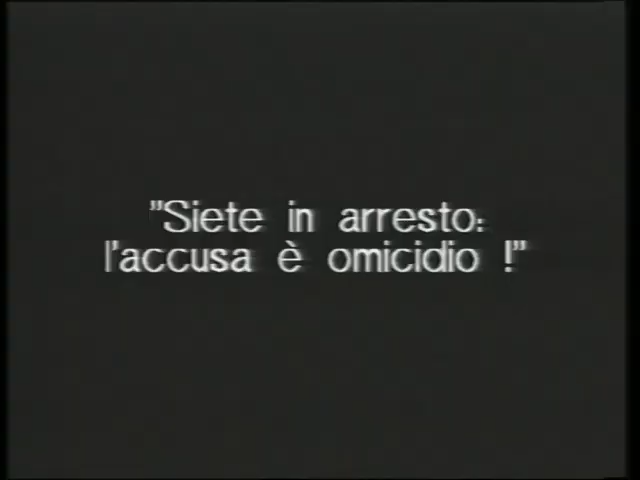 "Siete in arresto:
l'accusa è omicidio !"